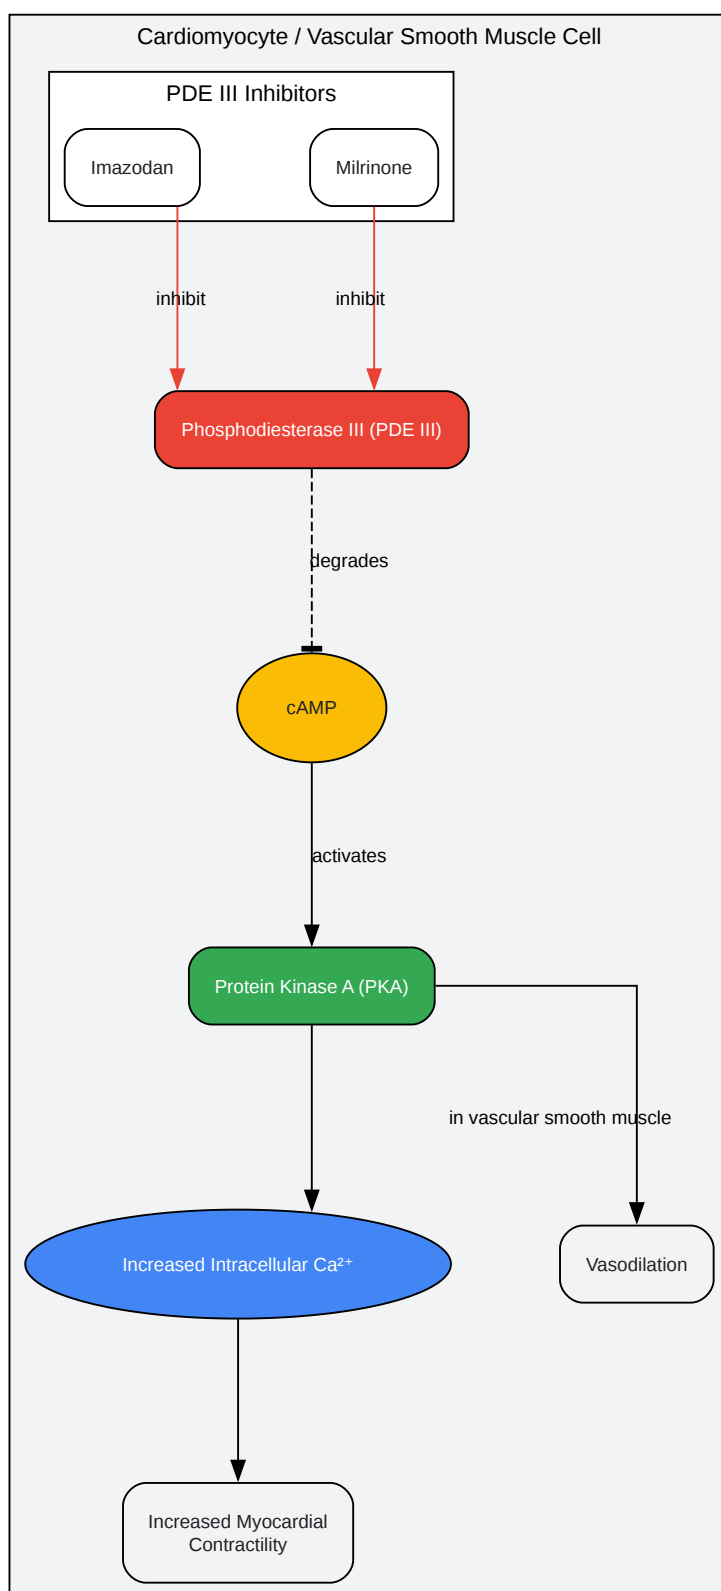 Cardiomyocyte / Vascular Smooth Muscle Cell
PDE III Inhibitors
Imazodan
Milrinone
inhibit
inhibit
Phosphodiesterase III (PDE III)
degrades
cAMP
activates
Protein Kinase A (PKA)
in vascular smooth muscle
Increased Intracellular Ca²⁺
Vasodilation
Increased Myocardial
Contractility